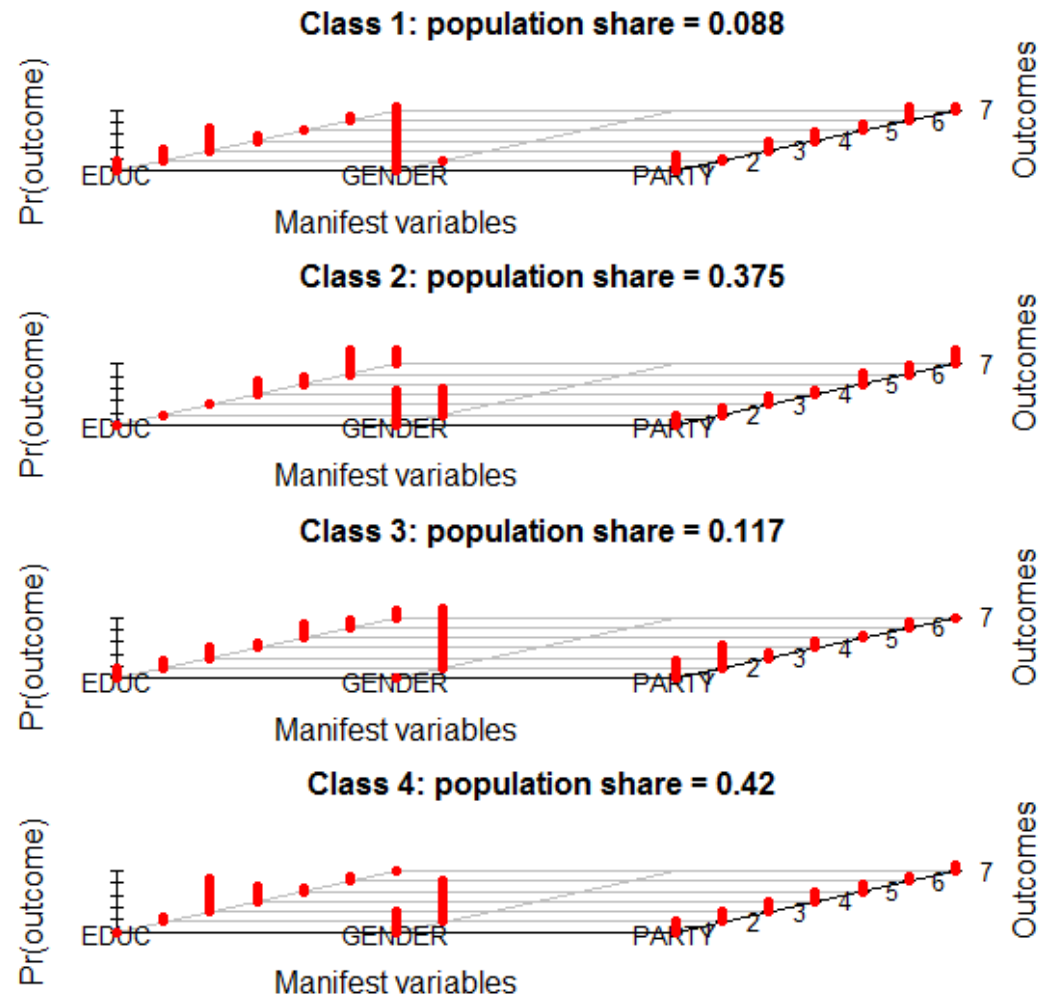 Class 1: population share = 0.088
Pr(outcome)
Outcomes
7
6
5
4
3
2
EDUC GENDER PARTY
Manifest variables
Class 2: population share = 0.375
Pr(outcome)
Outcomes
7
6
5
4
3
2
EDUC GENDER PARTY
Manifest variables
Class 3: population share = 0.117
Pr(outcome)
Outcomes
7
6
5
4
3
2
EDUC GENDER PARTY
Manifest variables
Class 4: population share = 0.42
Pr(outcome)
Outcomes
7
6
5
4
3
2
EDUC GENDER PARTY
Manifest variables